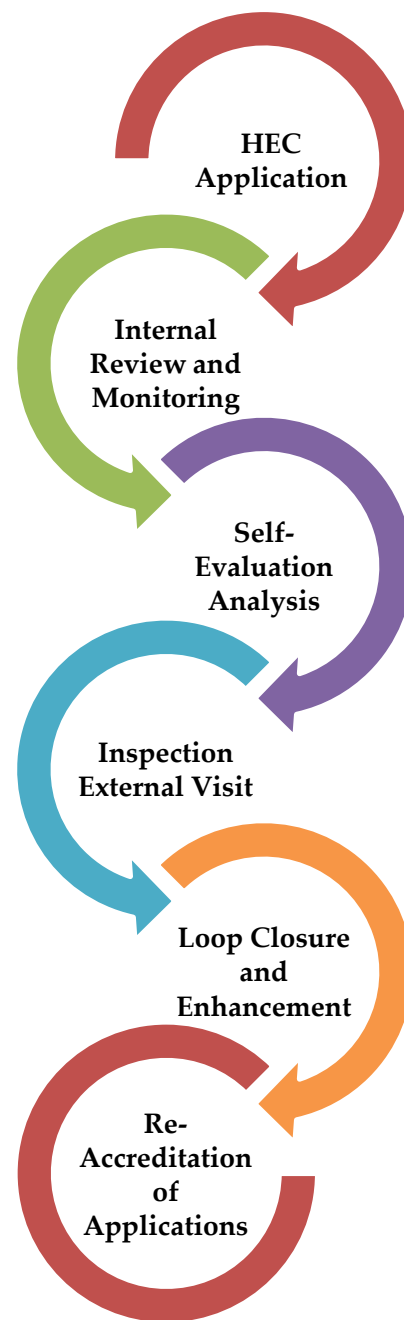 HEC
Application
Internal
Review and
Monitoring
Self-
Evaluation
Analysis
Inspection
External Visit
Loop Closure
and
Enhancement
Re-
Accreditation
of
Applications